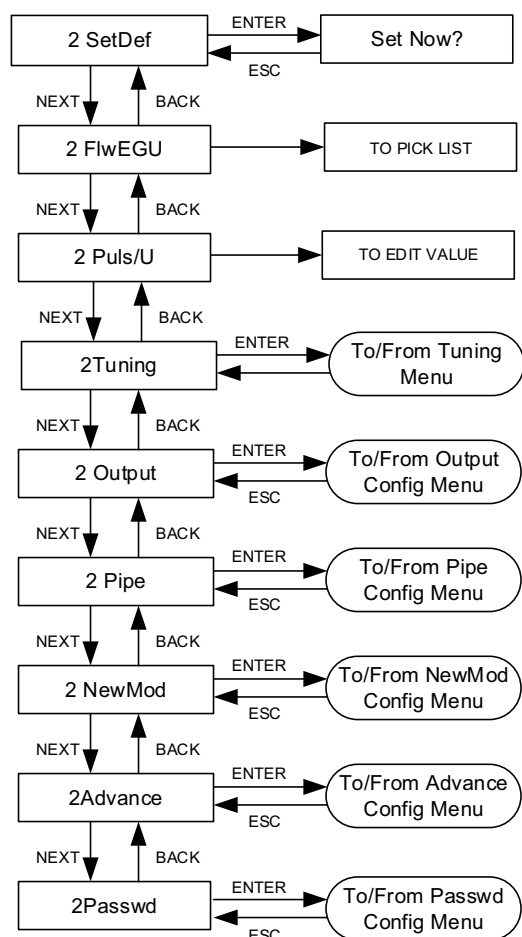 2 SetDef
ENTER
Set Now?
ESC
NEXT
BACK
2 FlwEGU
TO PICK LIST
NEXT
BACK
2 Puls/U
TO EDIT VALUE
NEXT
BACK
2Tuning
ENTER
To/From Tuning
Menu
NEXT
BACK
2 Output
ENTER
To/From Output
Config Menu
ESC
NEXT
BACK
2 Pipe
ENTER
To/From Pipe
Config Menu
ESC
NEXT
BACK
2 NewMod
ENTER
To/From NewMod
Config Menu
ESC
NEXT
BACK
2Advance
ENTER
To/From Advance
Config Menu
ESC
NEXT
BACK
2Passwd
ENTER
To/From Passwd
Config Menu
ESC